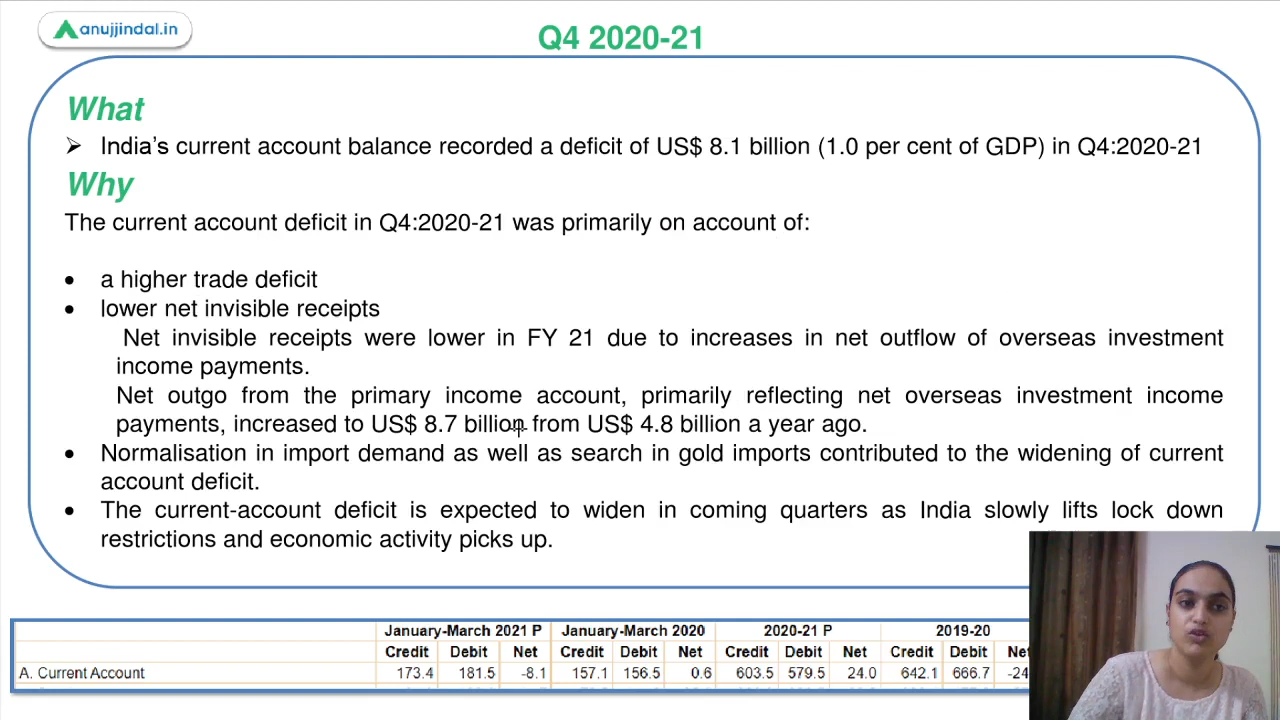 anujjindal.in
Q4 2020-21
What
➢ India's current account balance recorded a deficit of US$ 8.1 billion (1.0 per cent of GDP) in Q4:2020-21
Why
The current account deficit in Q4:2020-21 was primarily on account of:
• a higher trade deficit
• lower net invisible receipts
Net invisible receipts were lower in FY 21 due to increases in net outflow of overseas investment
income payments.
Net outgo from the primary income account, primarily reflecting net overseas investment income
payments, increased to US$ 8.7 billion from US$ 4.8 billion a year ago.
• Normalisation in import demand as well as search in gold imports contributed to the widening of current
account deficit.
• The current-account deficit is expected to widen in coming quarters as India slowly lifts lock down
restrictions and economic activity picks up.
January-March 2021 P January-March 2020 2020-21 P 2019-20
Credit Debit Net Credit Debit Net Credit Debit Net Credit Debit Net
A. Current Account 173.4 181.5 -8.1 157.1 156.5 0.6 603.5 579.5 24.0 642.1 666.7 -24